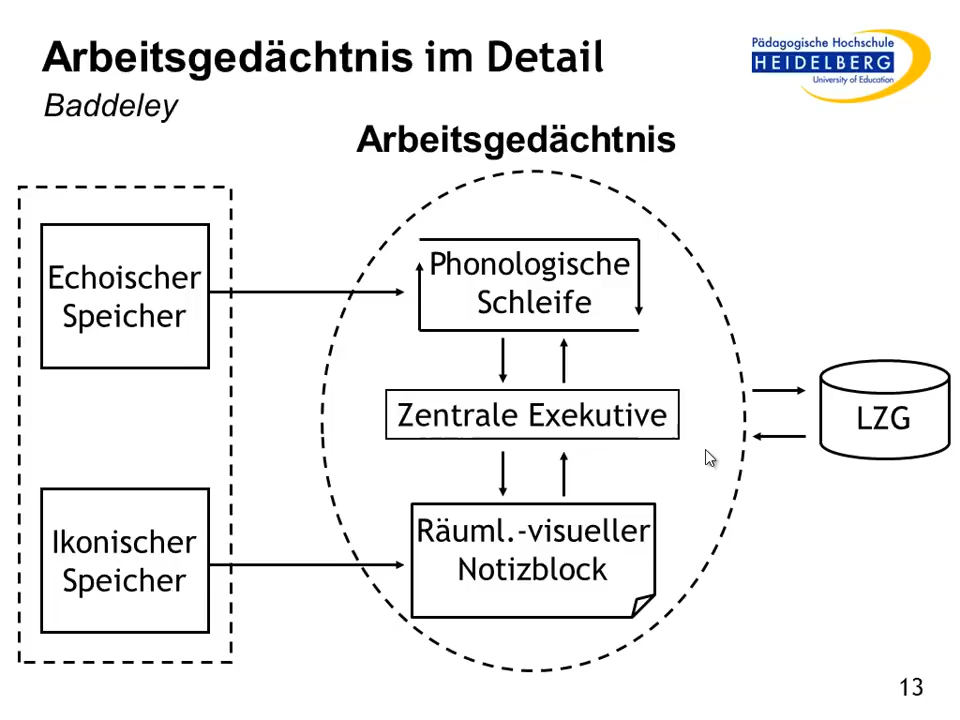 Arbeitsgedächtnis im Detail
Baddeley
Pädagogische Hochschule
HEIDELBERG
University of Education
Arbeitsgedächtnis
Echoischer
Speicher
Phonologische
Schleife
Zentrale Exekutive
LZG
Ikonischer
Speicher
Räuml.-visueller
Notizblock
13